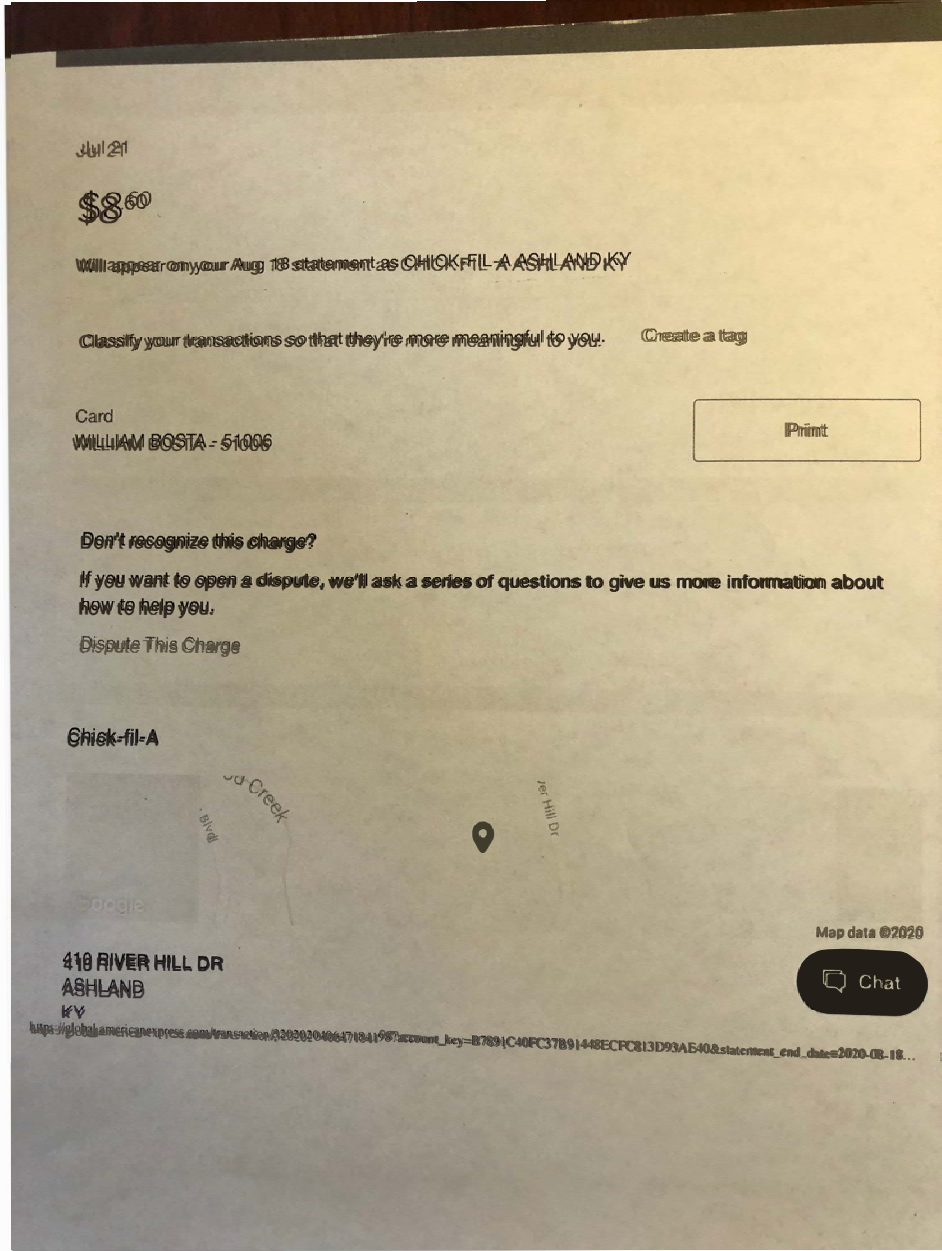 Jul 21
$8.60
Will appear on your Aug 18 statement as CHICK-FIL-A ASHLAND KY
Classify your transactions so that they're more meaningful to you. Create a tag
Card
WILLIAM BOSTA - 51006
Print
Don't recognize this charge?
If you want to open a dispute, we'll ask a series of questions to give us more information about
how to help you.
Dispute This Charge
Chick-fil-A
Creek
Blvd
er Hill Dr
Google
Map data ©2020
Chat
RIVER HILL DR
ASHLAND
KY